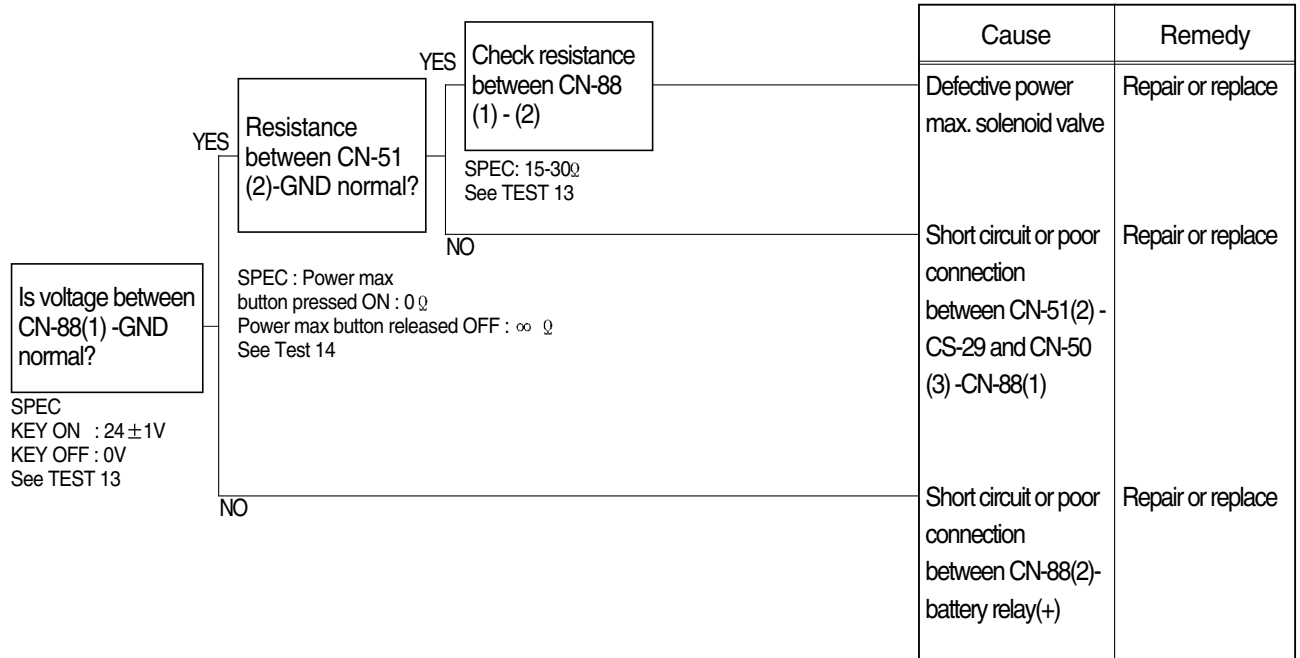 Is voltage between
CN-88(1) -GND
normal?
SPEC
KEY ON : 24±1V
KEY OFF : 0V
See TEST 13
YES
NO
Resistance
between CN-51
(2)-GND normal?
SPEC : Power max
button pressed ON : 0 Ω
Power max button released OFF : ∞ Ω
See Test 14
YES
NO
Check resistance
between CN-88
(1) - (2)
SPEC: 15-30Ω
See TEST 13
Cause
Remedy
Defective power
max. solenoid valve
Repair or replace
Short circuit or poor
connection
between CN-51(2) -
CS-29 and CN-50
(3) -CN-88(1)
Repair or replace
Short circuit or poor
connection
between CN-88(2)-
battery relay(+)
Repair or replace